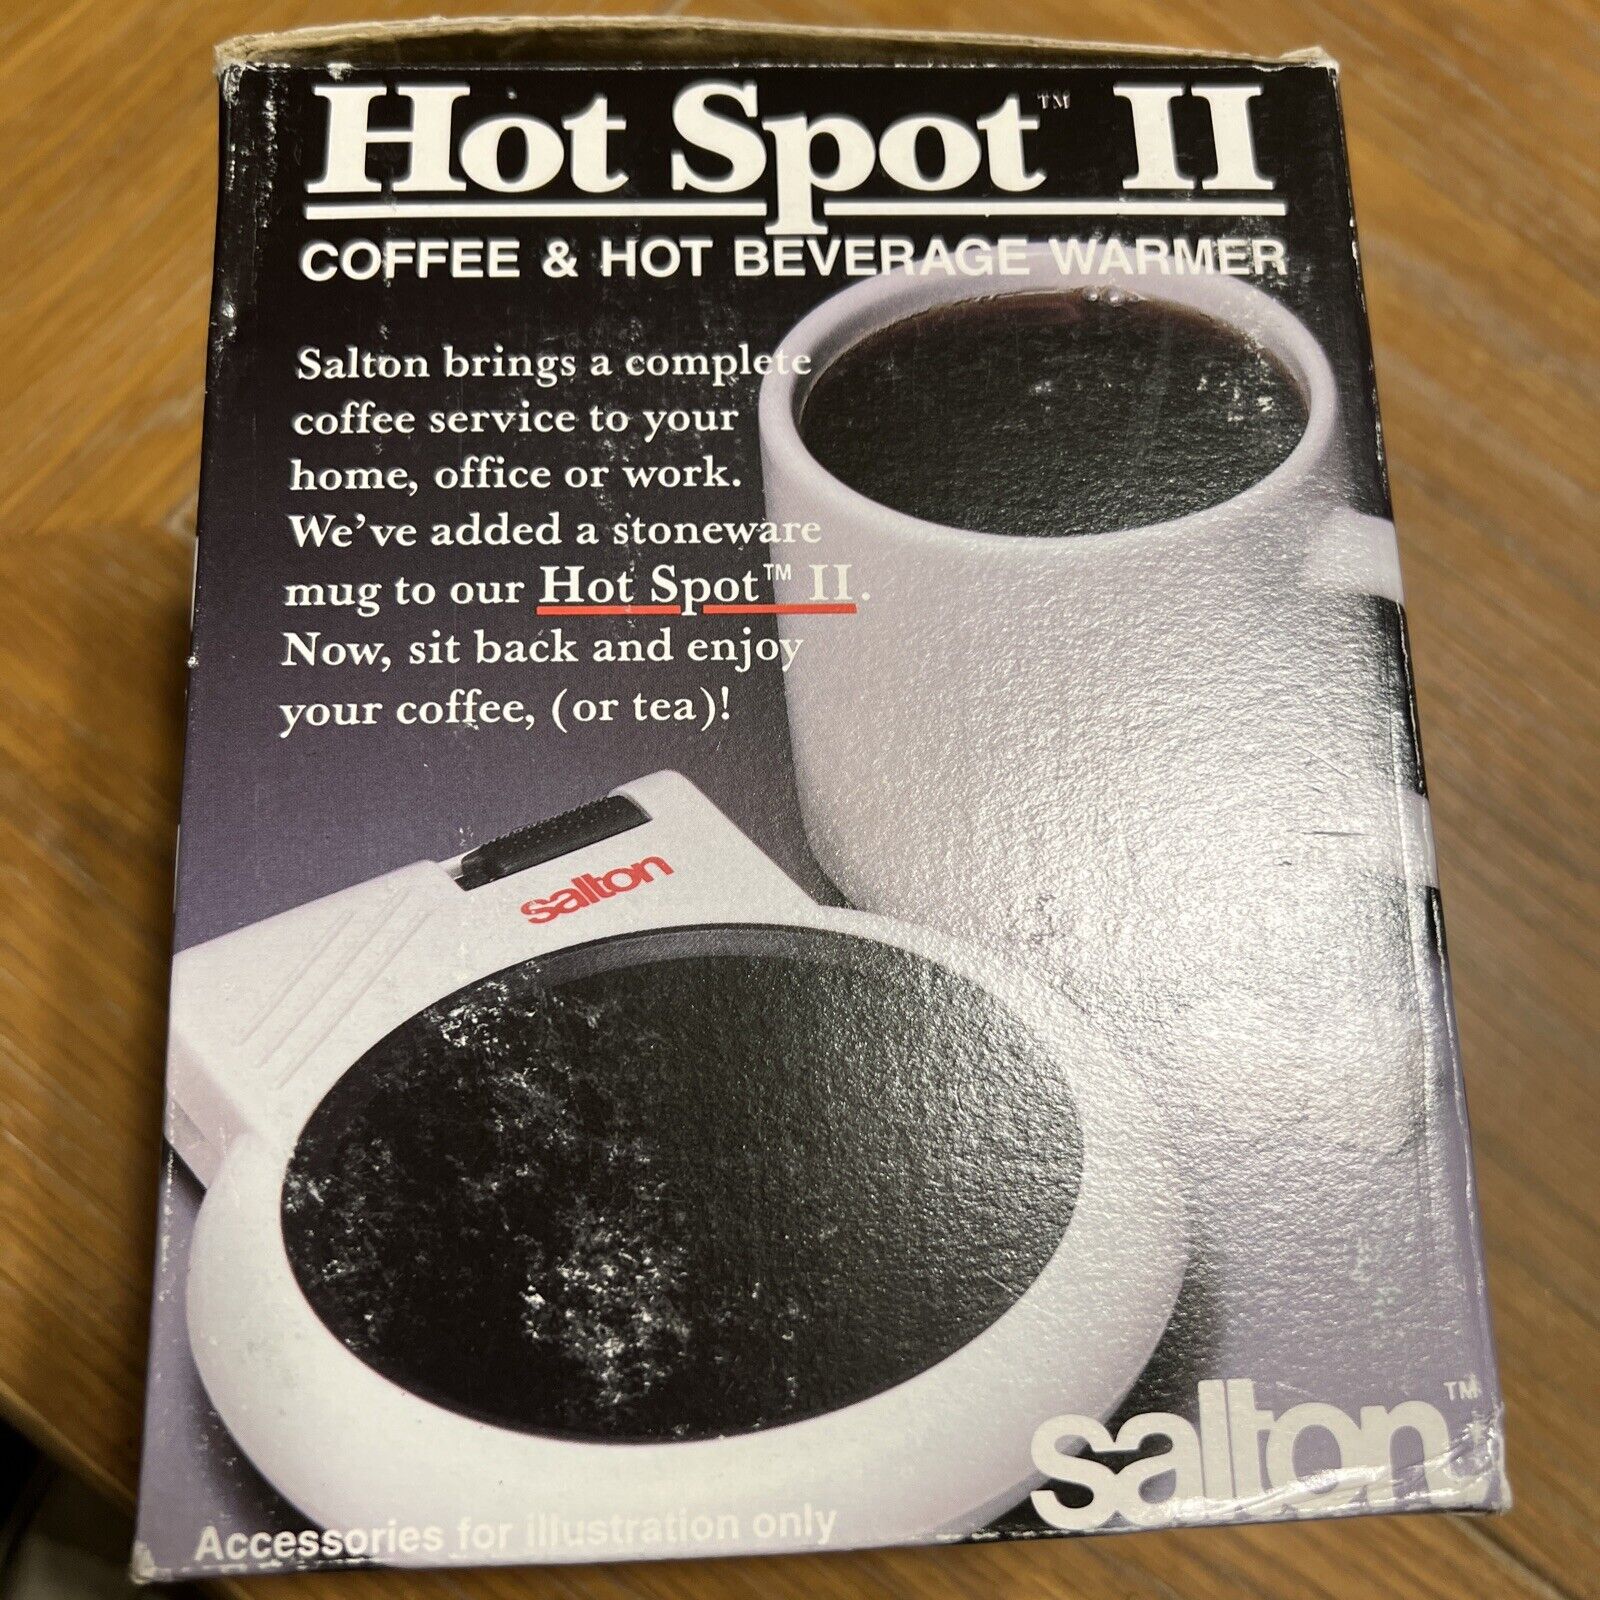 Hot Spot™ II
COFFEE & HOT BEVERAGE WARMER
Salton brings a complete
coffee service to your
home, office or work.
We've added a stoneware
mug to our Hot Spot™ II.
Now, sit back and enjoy
your coffee, (or tea)!
salton
salton™
Accessories for illustration only